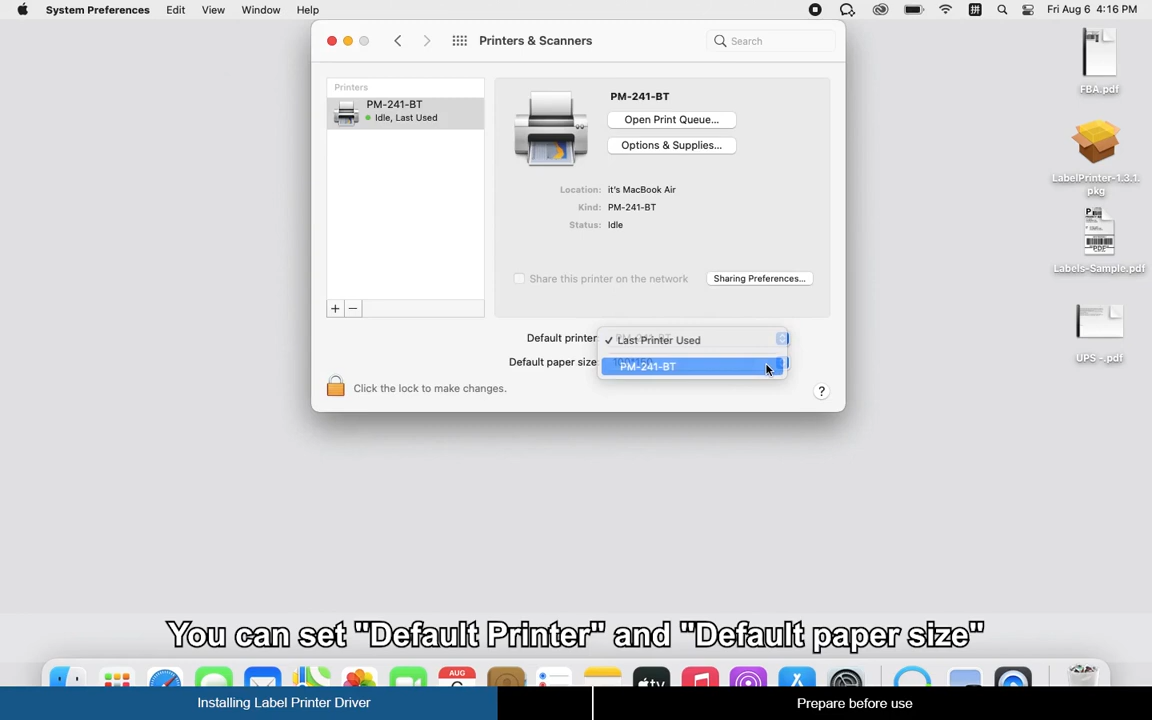 System Preferences Edit View Window Help
Fri Aug 6 4:16 PM
Printers & Scanners
Search
Printers
PM-241-BT
Idle, Last Used
PM-241-BT
Open Print Queue...
Options & Supplies...
Location: it's MacBook Air
Kind: PM-241-BT
Status: Idle
Share this printer on the network
Sharing Preferences...
Default printer:
✓ Last Printer Used
Default paper size:
PM-241-BT
Click the lock to make changes.
?
FBA.pdf
LabelPrinter-1.3.1.
pkg
Labels-Sample.pdf
UPS -.pdf
You can set "Default Printer" and "Default paper size"
AUG
tv
Installing Label Printer Driver
Prepare before use